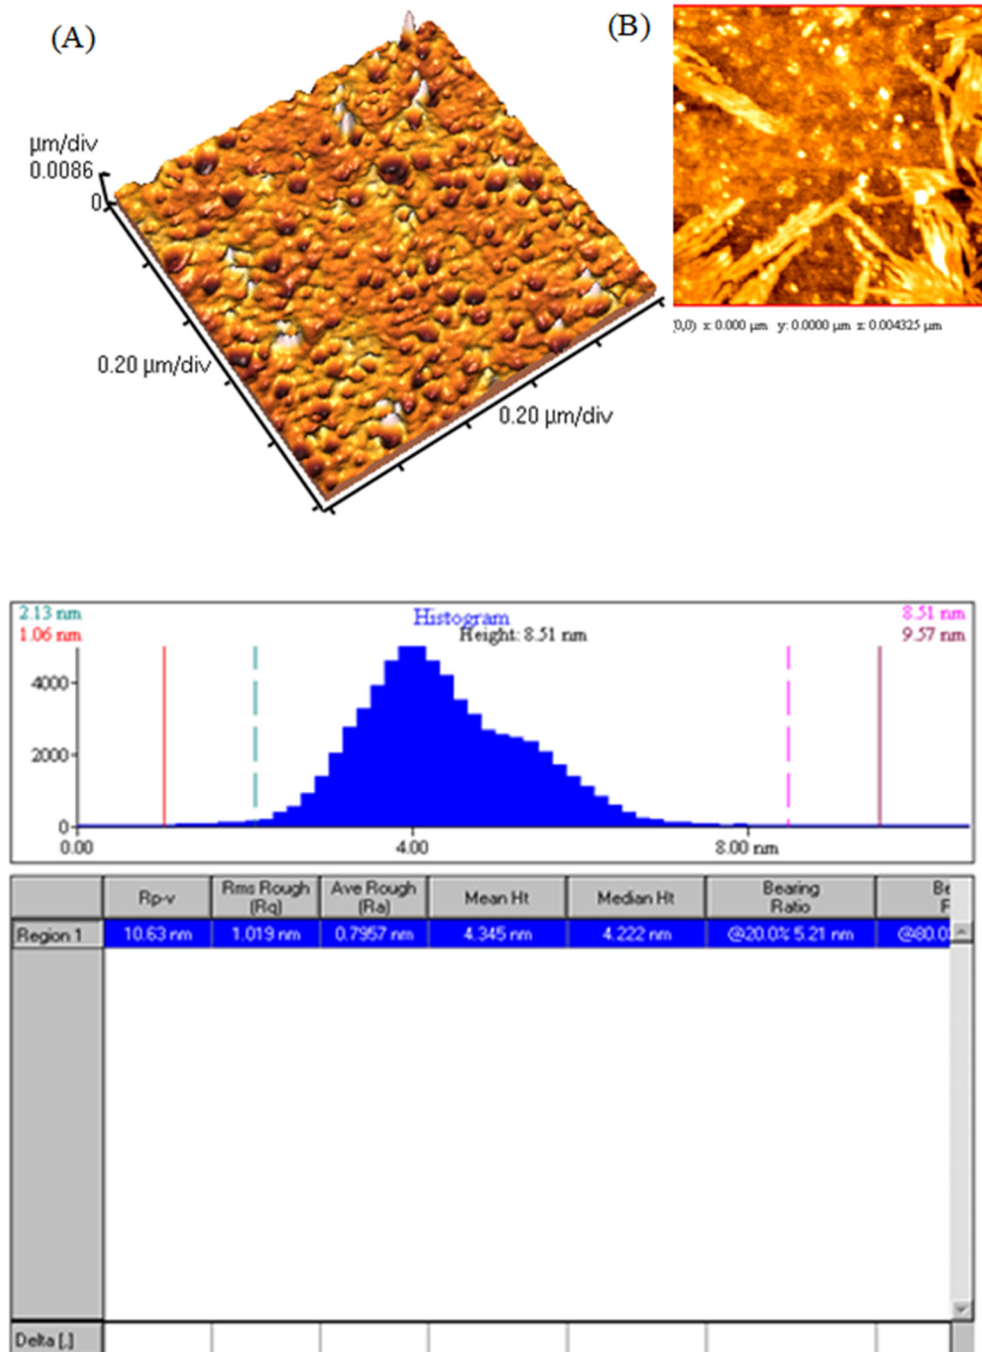 (A)
(B)
µm/div
0.0086
0
0.20 µm/div
0.20 µm/div
(0,0) x: 0.000 µm y: 0.0000 µm z: 0.004325 µm
2.13 nm
Histogram
8.51 nm
1.06 nm
Height: 8.51 nm
9.57 nm
4000
2000
0
0.00 4.00 8.00 nm
Rp-v Rms Rough (Rq) Ave Rough (Ra) Mean Ht Median Ht Bearing Ratio
Region 1 10.63 nm 1.019 nm 0.7957 nm 4.345 nm 4.222 nm @20.0% 5.21 nm
Delta [,]